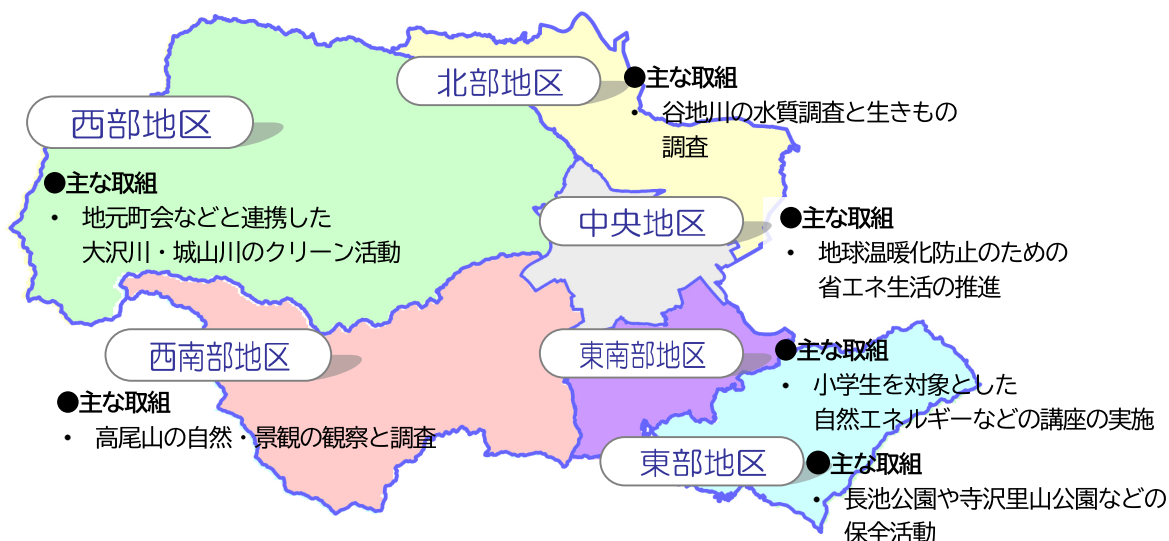 北部地区
●主な取組
・ 谷地川の水質調査と生きもの
調査
西部地区
●主な取組
・ 地元町会などと連携した
大沢川・城山川のクリーン活動
中央地区
●主な取組
・ 地球温暖化防止のための
省エネ生活の推進
西南部地区
●主な取組
・ 高尾山の自然・景観の観察と調査
東南部地区
●主な取組
・ 小学生を対象とした
自然エネルギーなどの講座の実施
東部地区
●主な取組
・ 長池公園や寺沢里山公園などの
保全活動